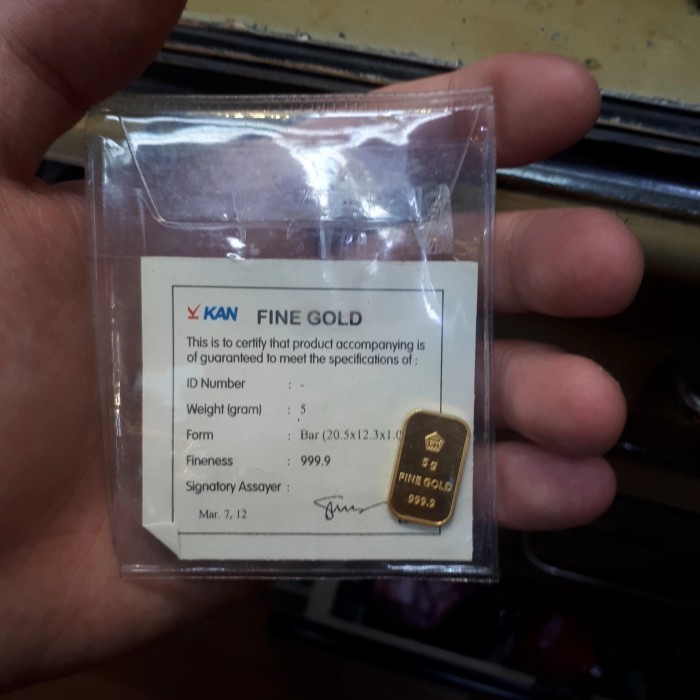 KAN FINE GOLD
This is to certify that product accompanying is
of guaranteed to meet the specifications of :
ID Number : -
Weight (gram) : 5
Form : Bar (20.5x12.3x1.0
Fineness : 999.9
Signatory Assayer :
Mar. 7, 12
5 g
FINE GOLD
999.9